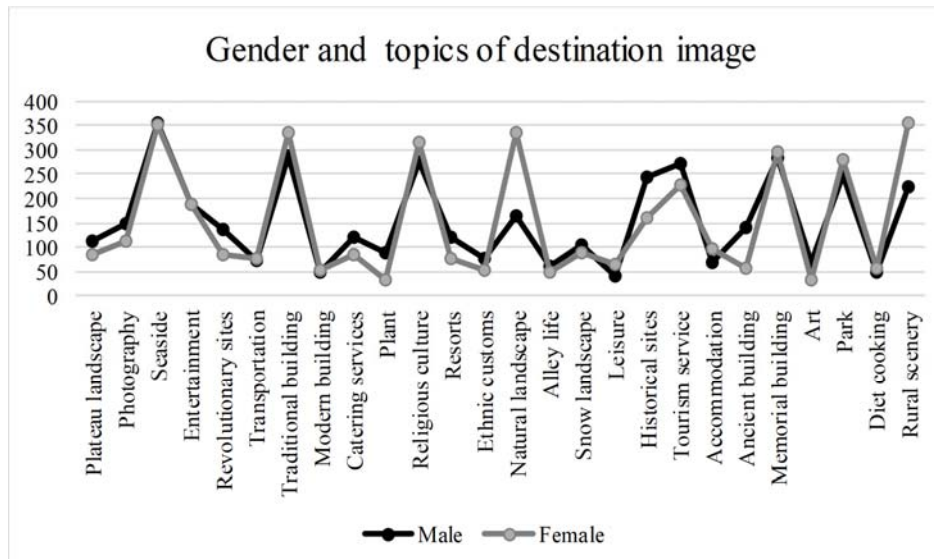 Gender and topics of destination image
400
350
300
250
200
150
100
50
0
Plateau landscape
Photography
Seaside
Entertainment
Revolutionary sites
Transportation
Traditional building
Modern building
Catering services
Plant
Religious culture
Resorts
Ethnic customs
Natural landscape
Alley life
Snow landscape
Leisure
Historical sites
Tourism service
Accommodation
Ancient building
Memorial building
Art
Park
Dict cooking
Rural scenery
Male Female